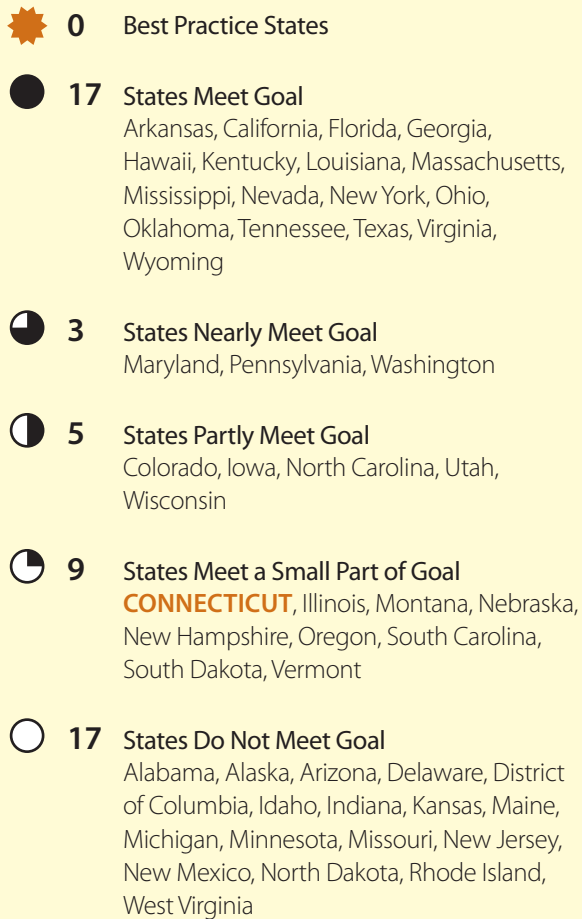 0 Best Practice States
17 States Meet Goal
Arkansas, California, Florida, Georgia,
Hawaii, Kentucky, Louisiana, Massachusetts,
Mississippi, Nevada, New York, Ohio,
Oklahoma, Tennessee, Texas, Virginia,
Wyoming
3 States Nearly Meet Goal
Maryland, Pennsylvania, Washington
5 States Partly Meet Goal
Colorado, Iowa, North Carolina, Utah,
Wisconsin
9 States Meet a Small Part of Goal
CONNECTICUT, Illinois, Montana, Nebraska,
New Hampshire, Oregon, South Carolina,
South Dakota, Vermont
17 States Do Not Meet Goal
Alabama, Alaska, Arizona, Delaware, District
of Columbia, Idaho, Indiana, Kansas, Maine,
Michigan, Minnesota, Missouri, New Jersey,
New Mexico, North Dakota, Rhode Island,
West Virginia